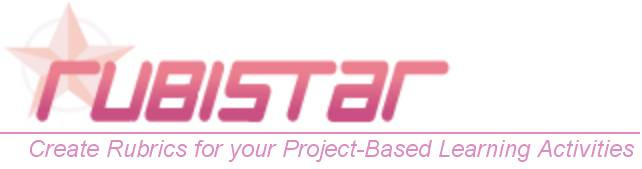 RUBISTAR
Create Rubrics for your Project-Based Learning Activities